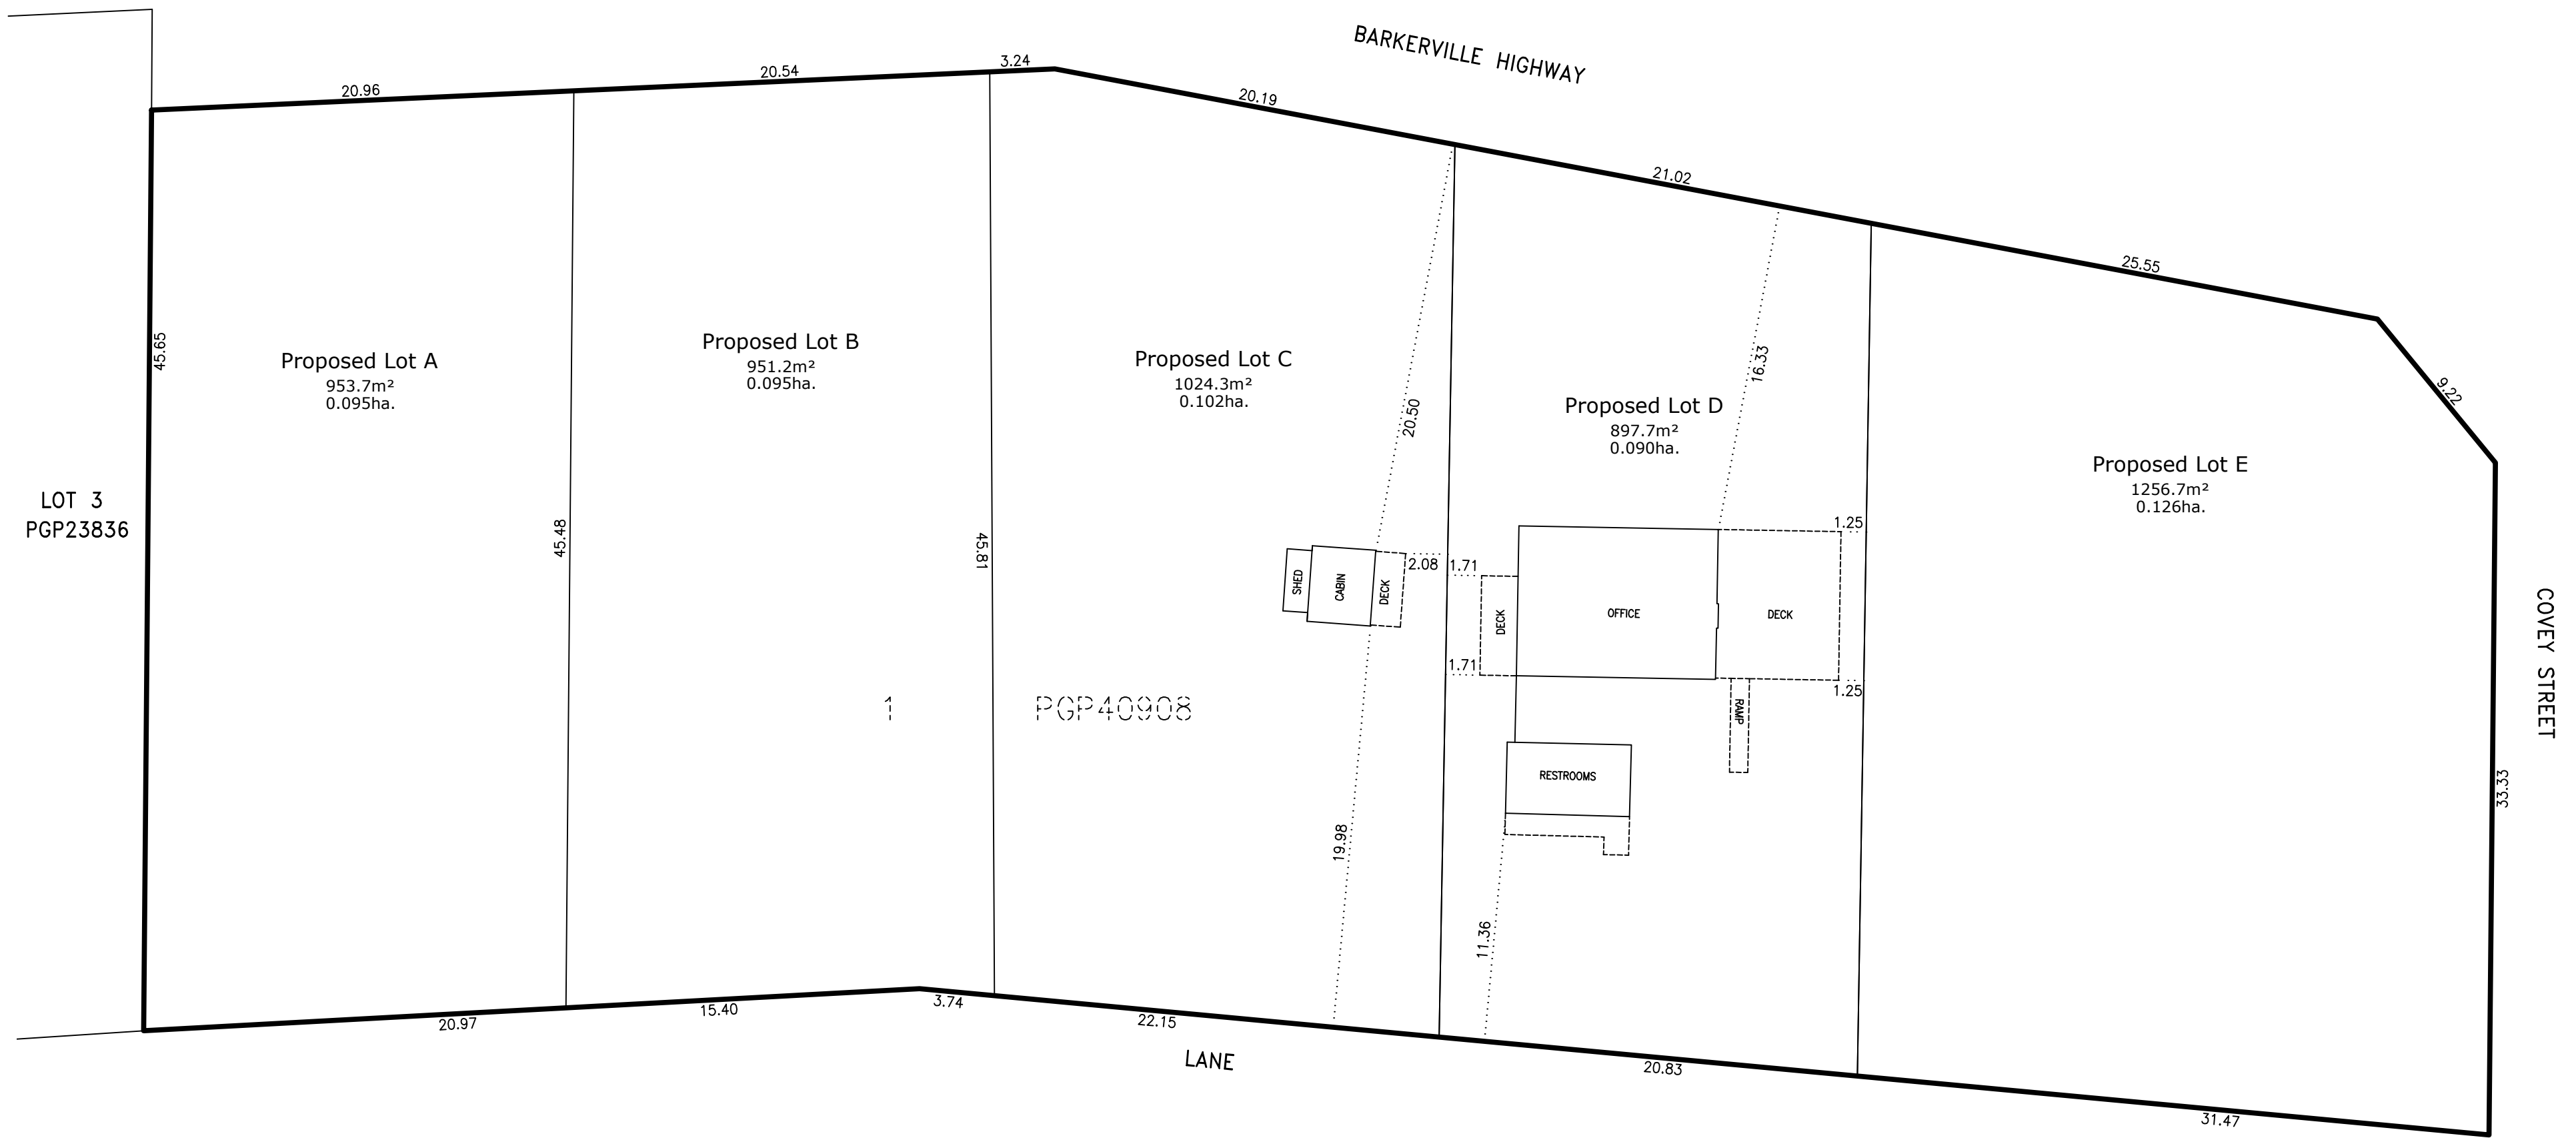 BARKERVILLE HIGHWAY
20.96
20.54
3.24
20.19
21.02
25.55
9.22
45.65
Proposed Lot A
953.7m²
0.095ha.
Proposed Lot B
951.2m²
0.095ha.
Proposed Lot C
1024.3m²
0.102ha.
Proposed Lot D
897.7m²
0.090ha.
Proposed Lot E
1256.7m²
0.126ha.
LOT 3
PGP23836
45.48
45.81
20.50
16.33
SHED
CABIN
DECK
2.08
1.71
1.71
DECK
OFFICE
DECK
1.25
1.25
RAMP
RESTROOMS
1
PGP40908
19.98
11.36
COVEY STREET
33.33
20.97
15.40
3.74
22.15
20.83
31.47
LANE